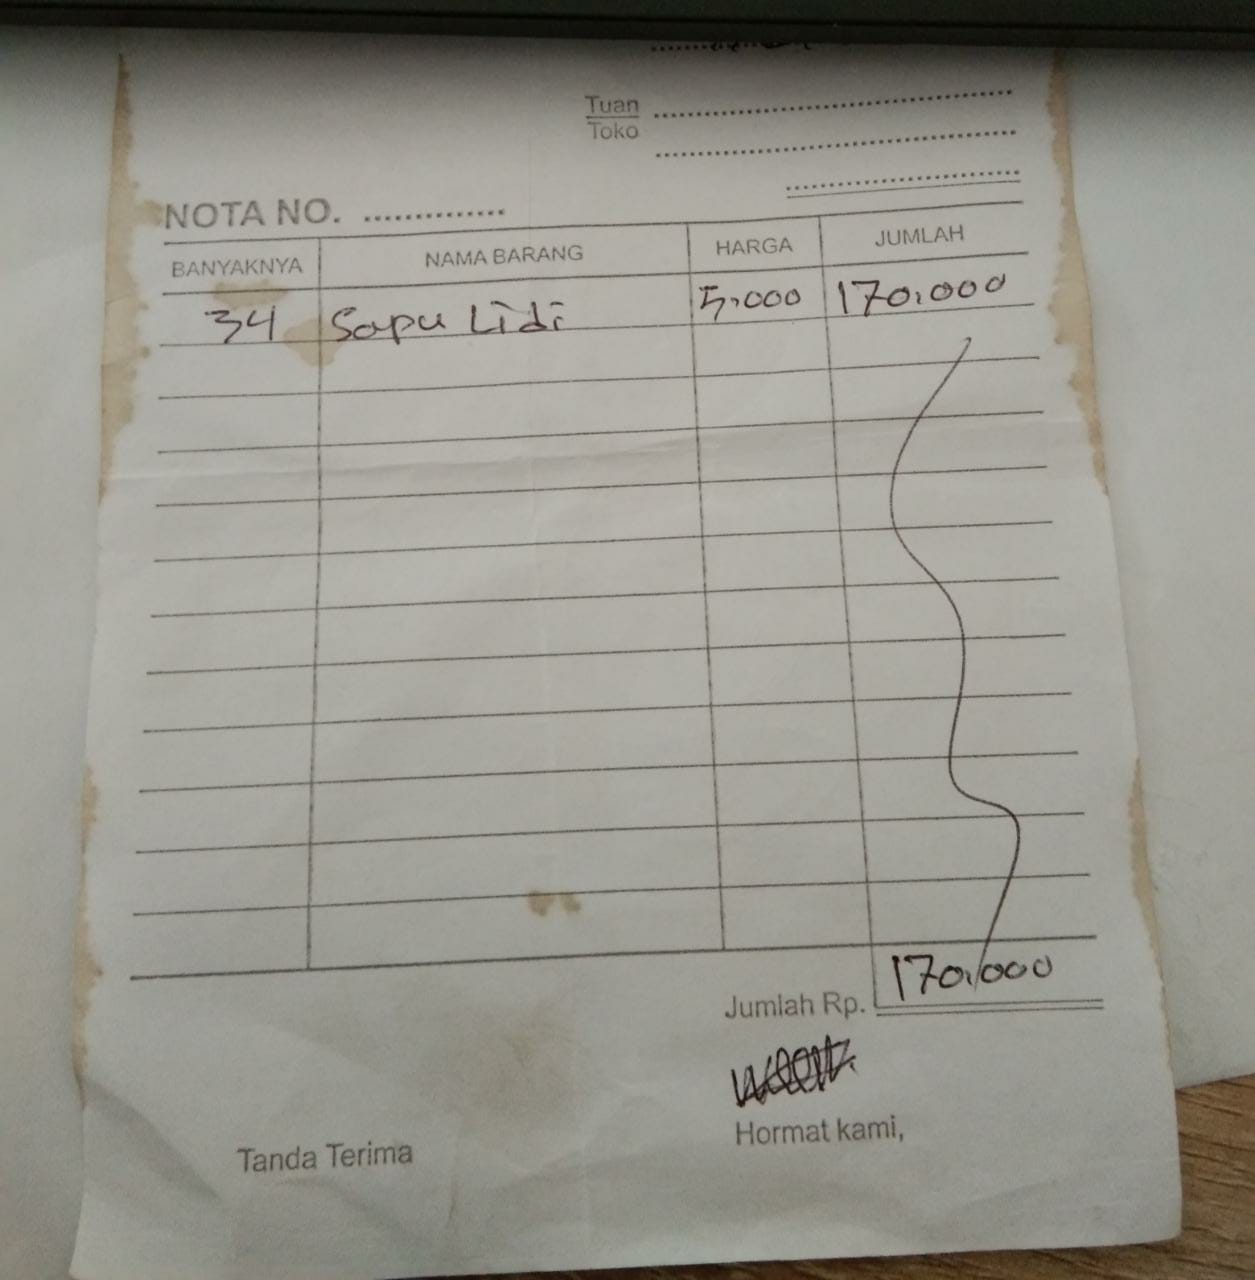 Tuan
Toko
NOTA NO. ..............
BANYAKNYA NAMA BARANG HARGA JUMLAH
34 Sapu Lidi 5.000 170.000
Jumlah Rp. 170.000
Hormat kami,
Tanda Terima